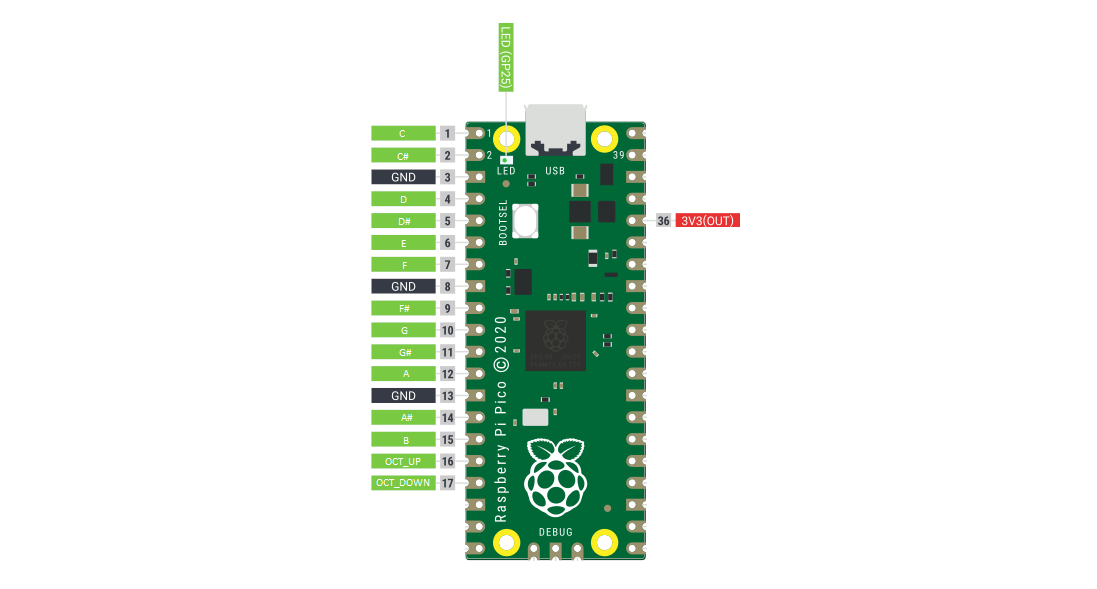 LED (GP25)
C 1 1
C# 2 2 39
LED USB
GND 3
D 4
D# 5 36 3V3(OUT)
BOOTSEL
E 6
F 7
GND 8
F# 9
G 10
G# 11
A 12
GND 13
A# 14
B 15
OCT_UP 16
OCT_DOWN 17
Raspberry Pi Pico © 2020
DEBUG